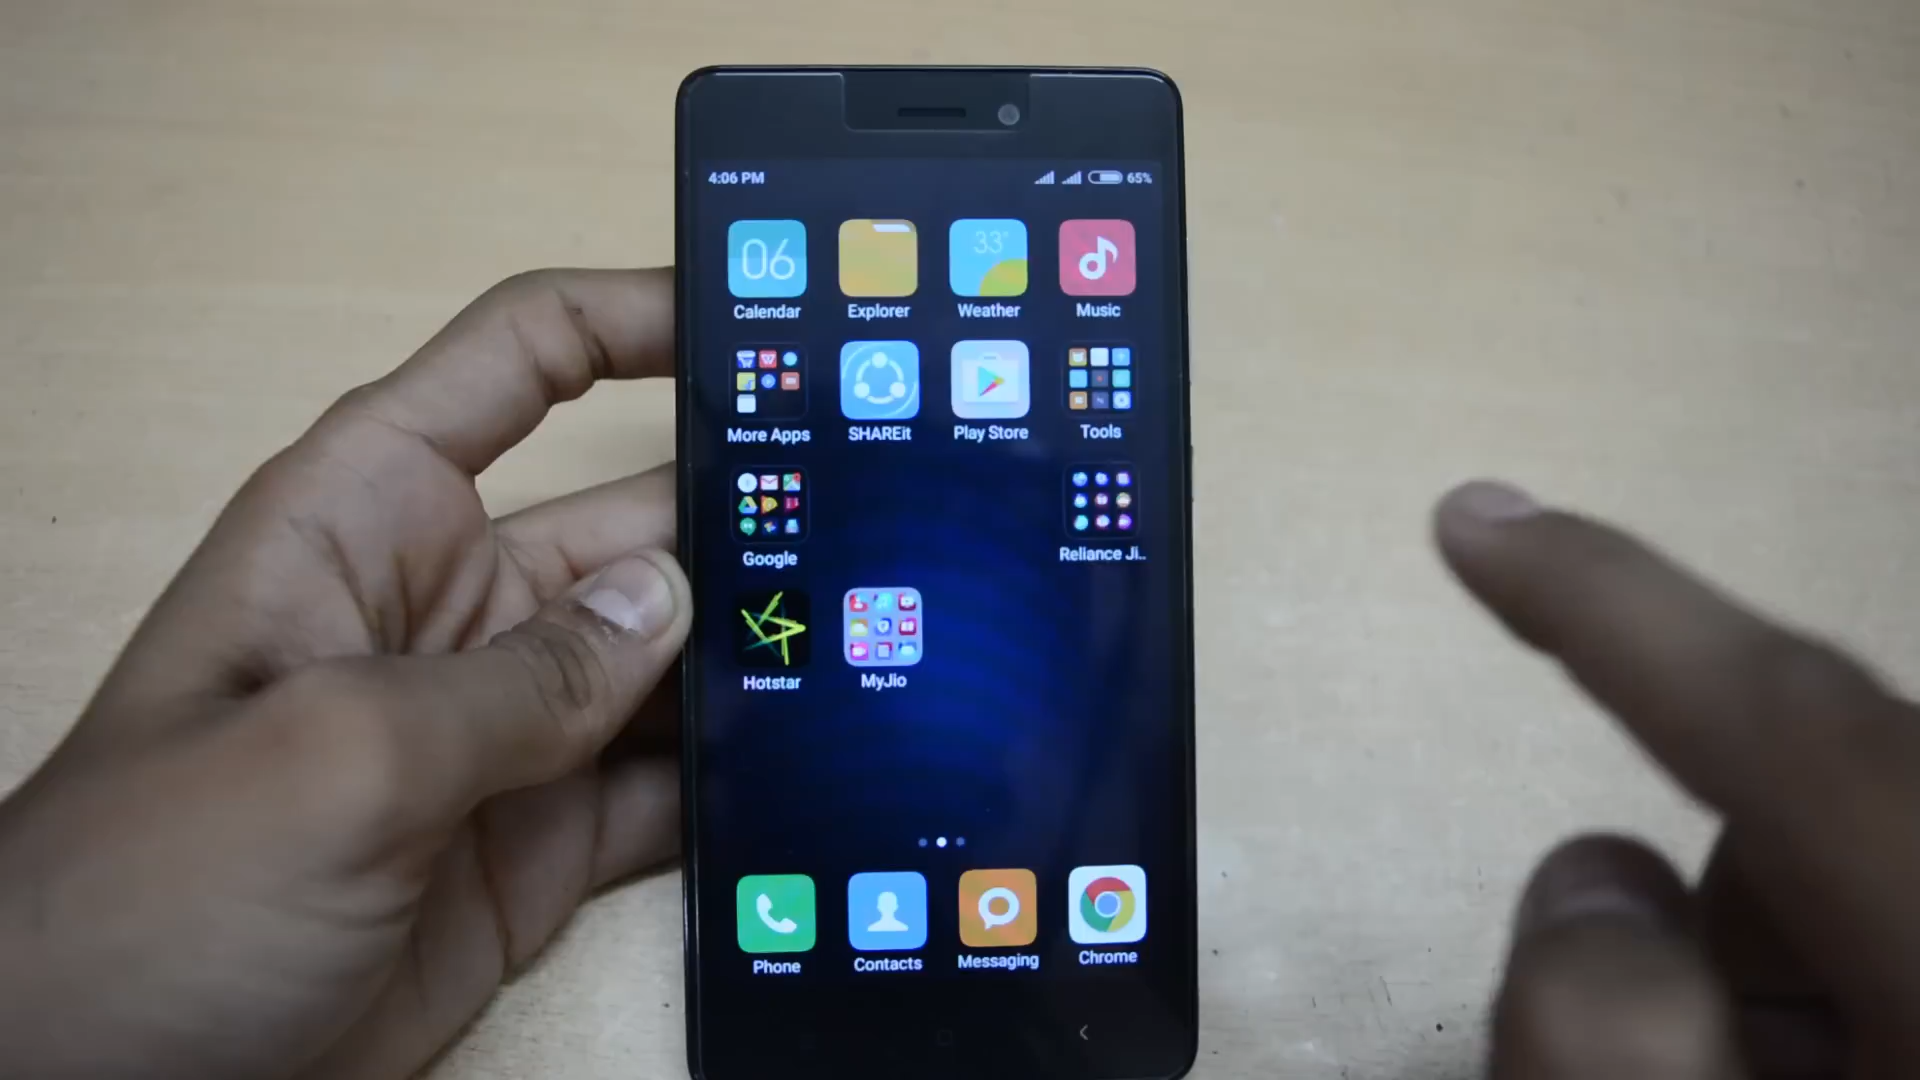 4:06 PM 65%
06 33°
Calendar Explorer Weather Music
More Apps SHAREit Play Store Tools
Google Reliance Ji..
Hotstar MyJio
Phone Contacts Messaging Chrome